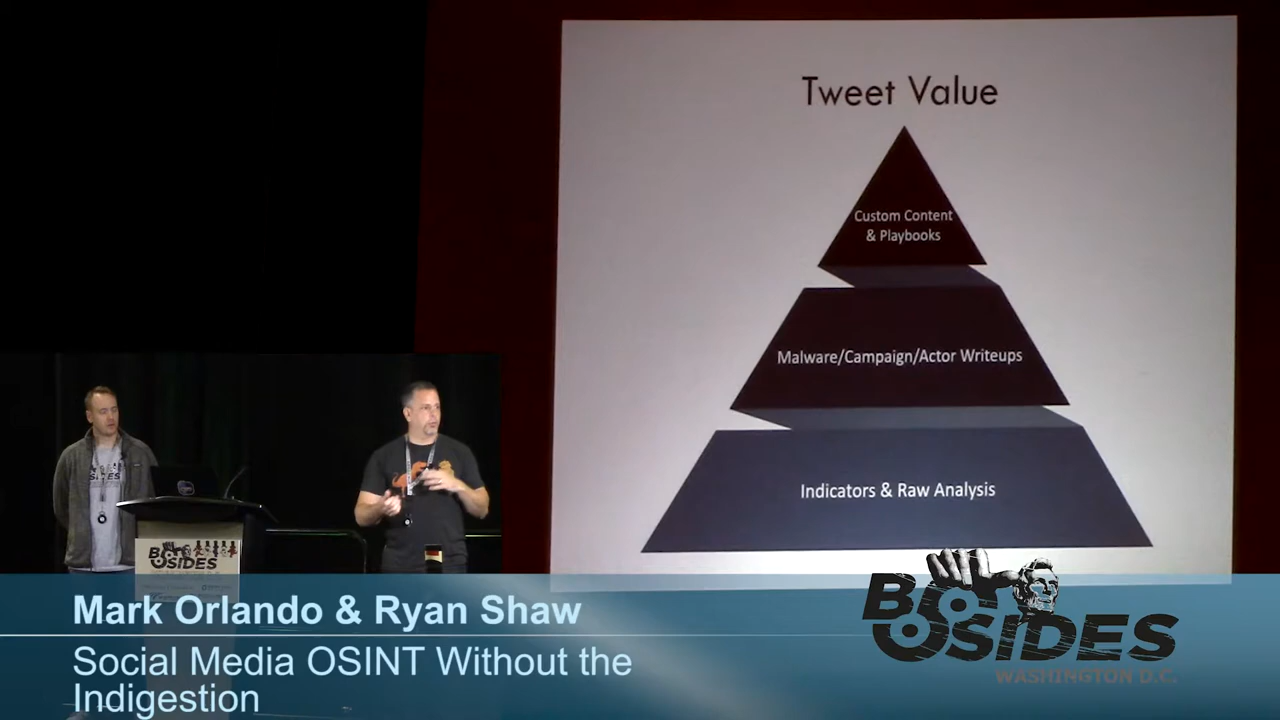 Tweet Value
Custom Content
& Playbooks
Malware/Campaign/Actor Writeups
Indicators & Raw Analysis
BSIDES
Mark Orlando & Ryan Shaw
Social Media OSINT Without the
Indigestion
BSIDES
WASHINGTON D.C.